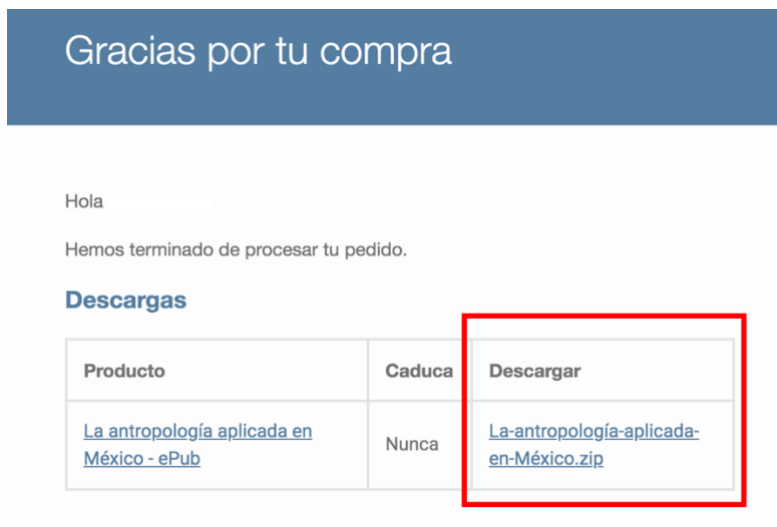 Gracias por tu compra
Hola
Hemos terminado de procesar tu pedido.
Descargas
Producto Caduca Descargar
La antropología aplicada en
México - ePub
Nunca
La-antropología-aplicada-
en-México.zip